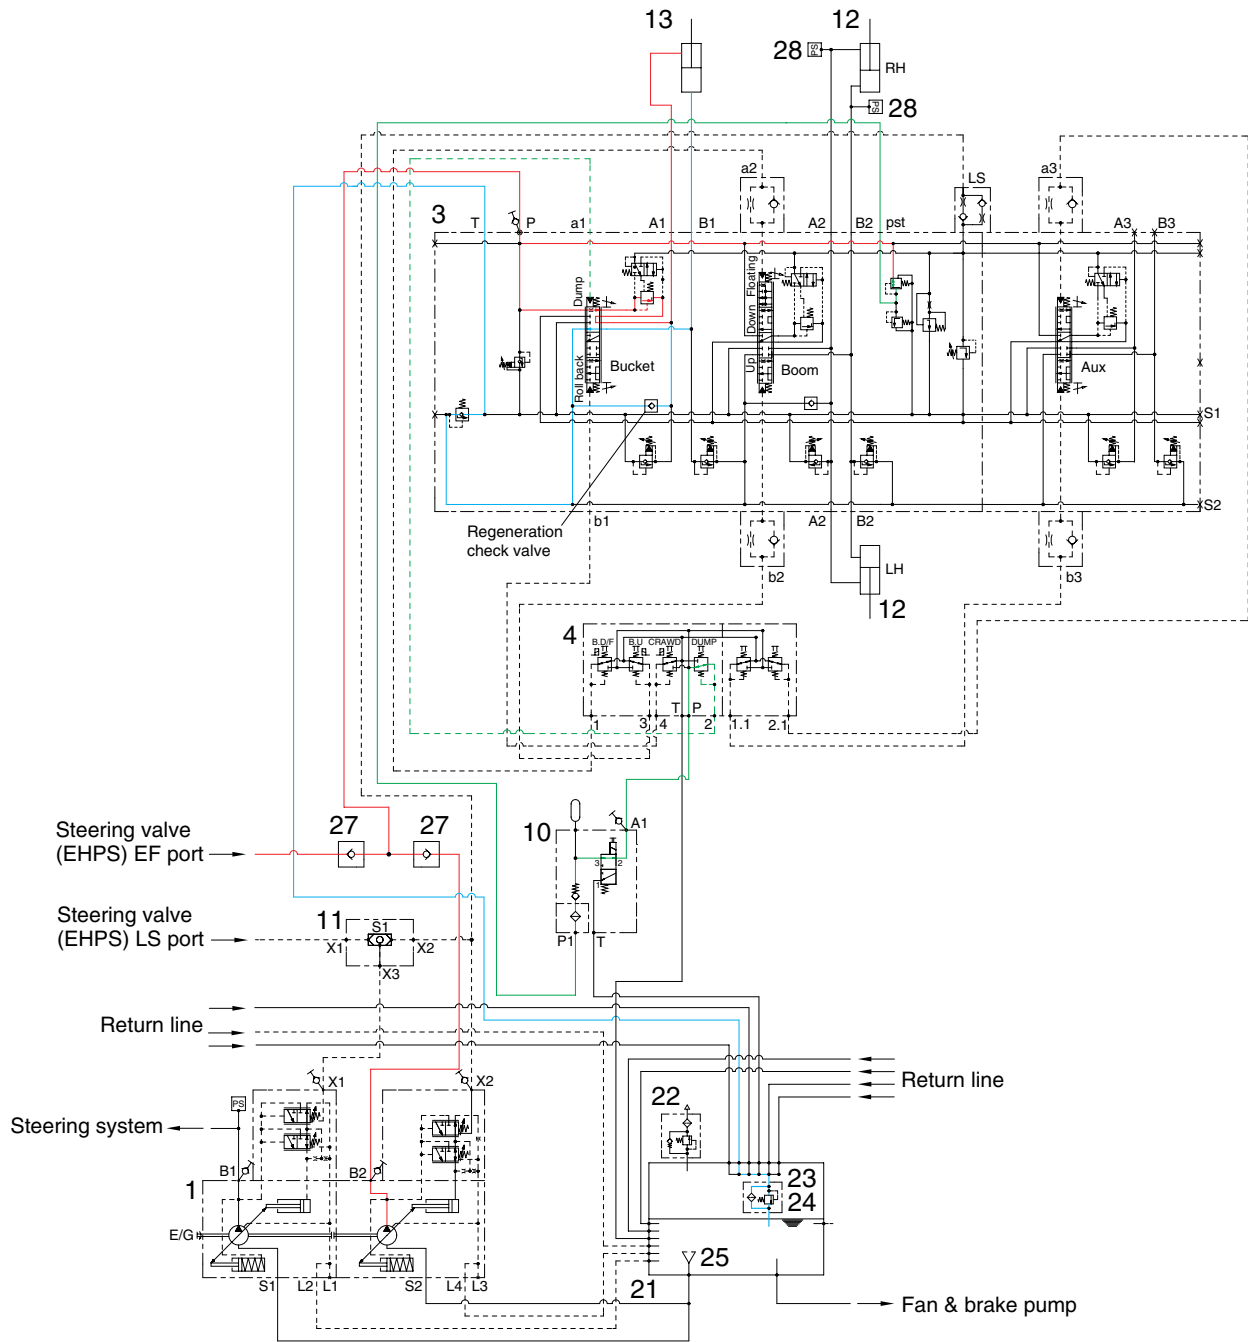 13
12
28
PS
RH
PS
28
a2
LS
a3
3
T
P
a1
A1
B1
A2
B2
pst
A3
B3
Dump
Roll back
Bucket
Floating
Down
Up
Boom
Aux
S1
S2
b1
Regeneration
check valve
A2
B2
b2
LH
12
b3
4
B.D/F
B.U
CRAWD
DUMP
1
3
4
T
P
2
1.1
2.1
10
A1
3
2
1
P1
T
Steering valve
(EHPS) EF port
27
27
Steering valve
(EHPS) LS port
11
S1
X1
X2
X3
Return line
Return line
X1
X2
PS
Steering system
B1
B2
1
E/G
S1
L2
L1
S2
L4
L3
22
23
24
25
21
Fan & brake pump